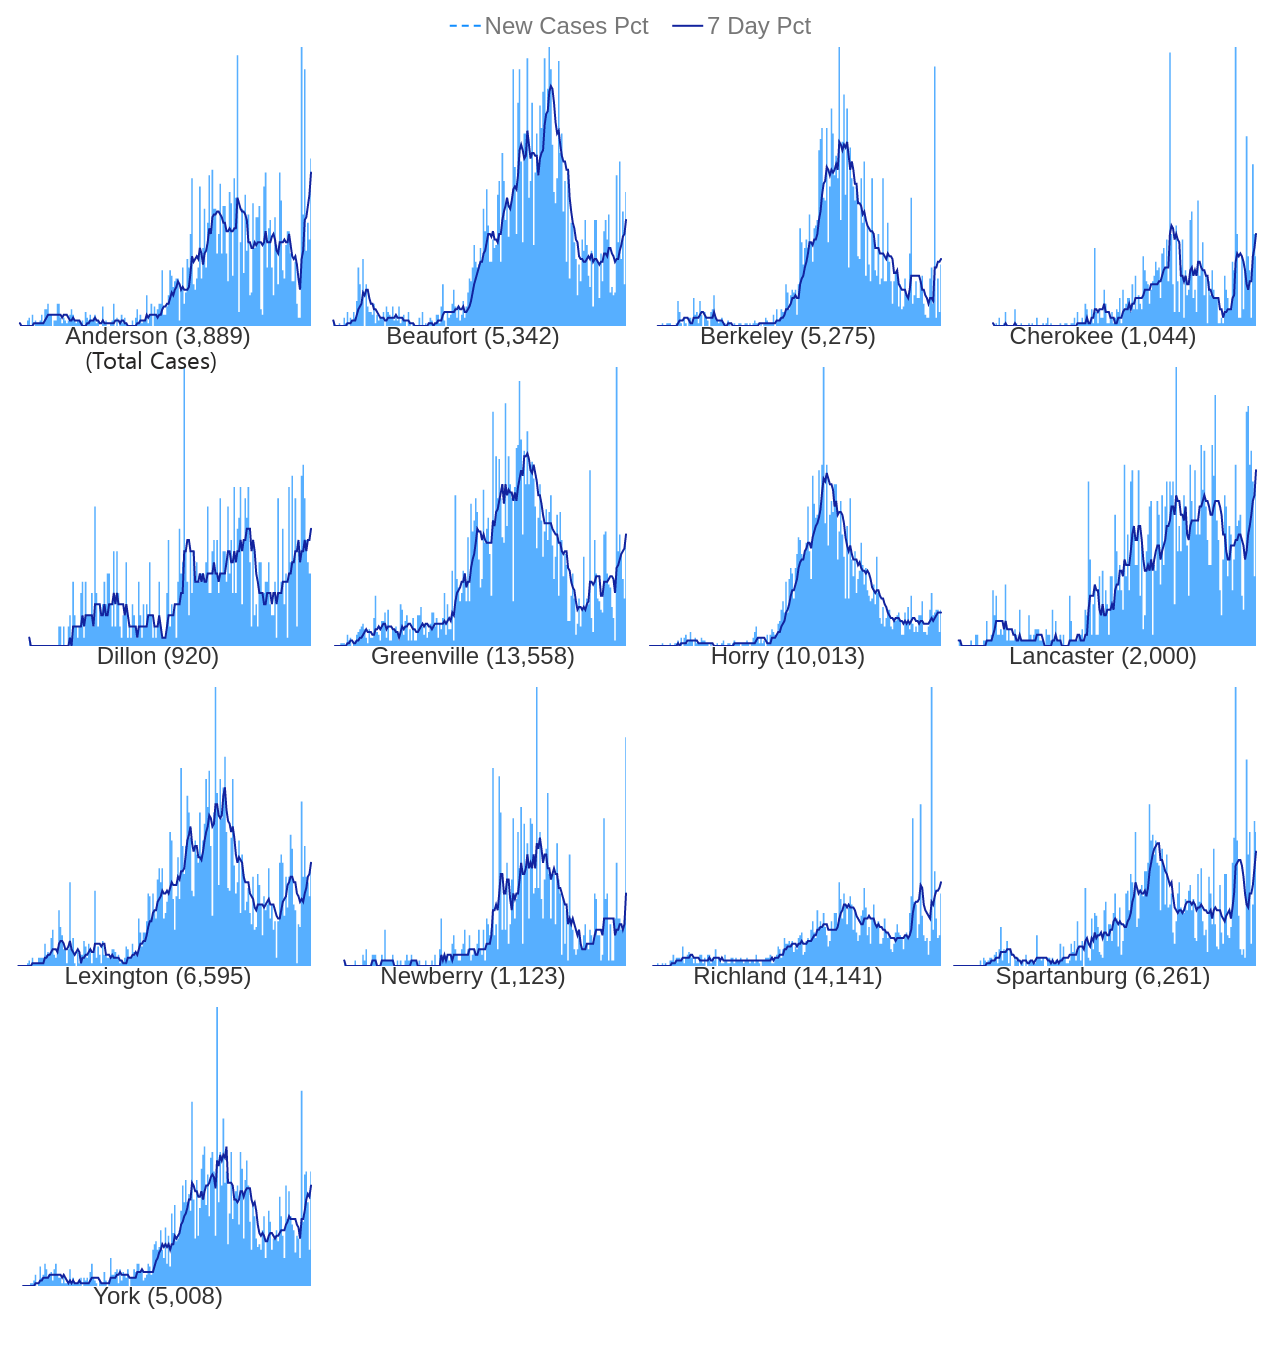 New Cases Pct 7 Day Pct
Anderson (3,889) Beaufort (5,342) Berkeley (5,275) Cherokee (1,044)
(Total Cases)
Dillon (920) Greenville (13,558) Horry (10,013) Lancaster (2,000)
Lexington (6,595) Newberry (1,123) Richland (14,141) Spartanburg (6,261)
York (5,008)